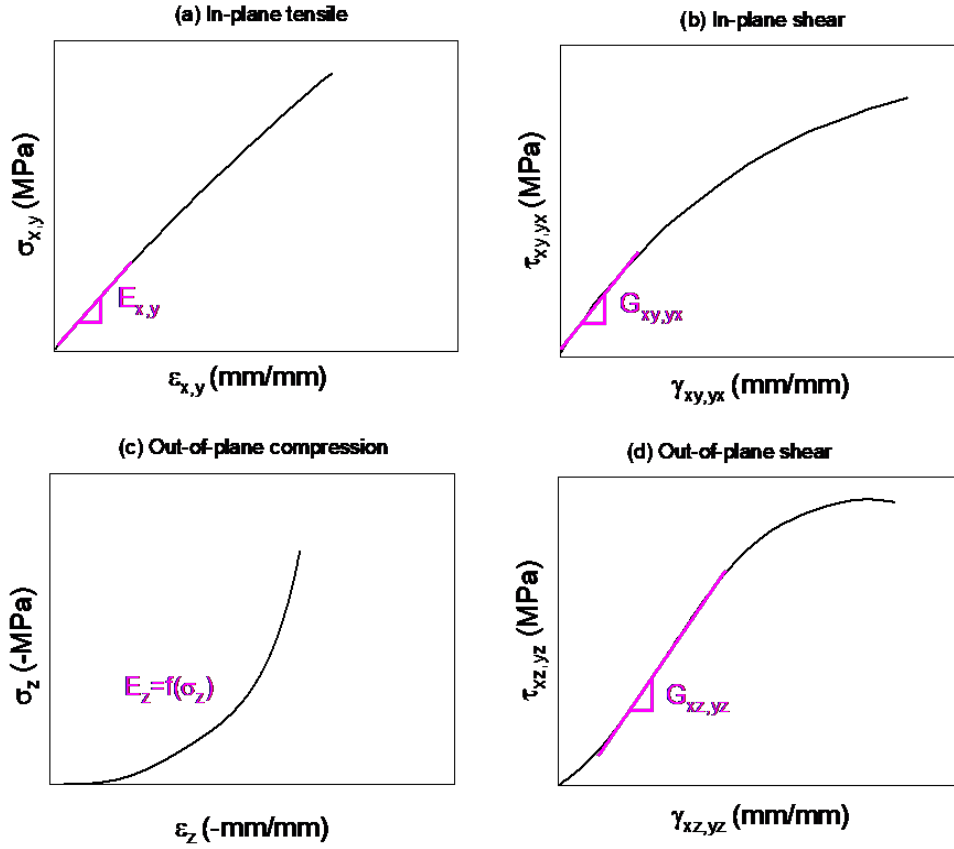 (a) In-plane tensile
σx,y (MPa)
Ex,y
εx,y (mm/mm)
(b) In-plane shear
τxy,yx (MPa)
Gxy,yx
γxy,yx (mm/mm)
(c) Out-of-plane compression
σz (-MPa)
Ez=f(σz)
εz (-mm/mm)
(d) Out-of-plane shear
τxz,yz (MPa)
Gxz,yz
γxz,yz (mm/mm)